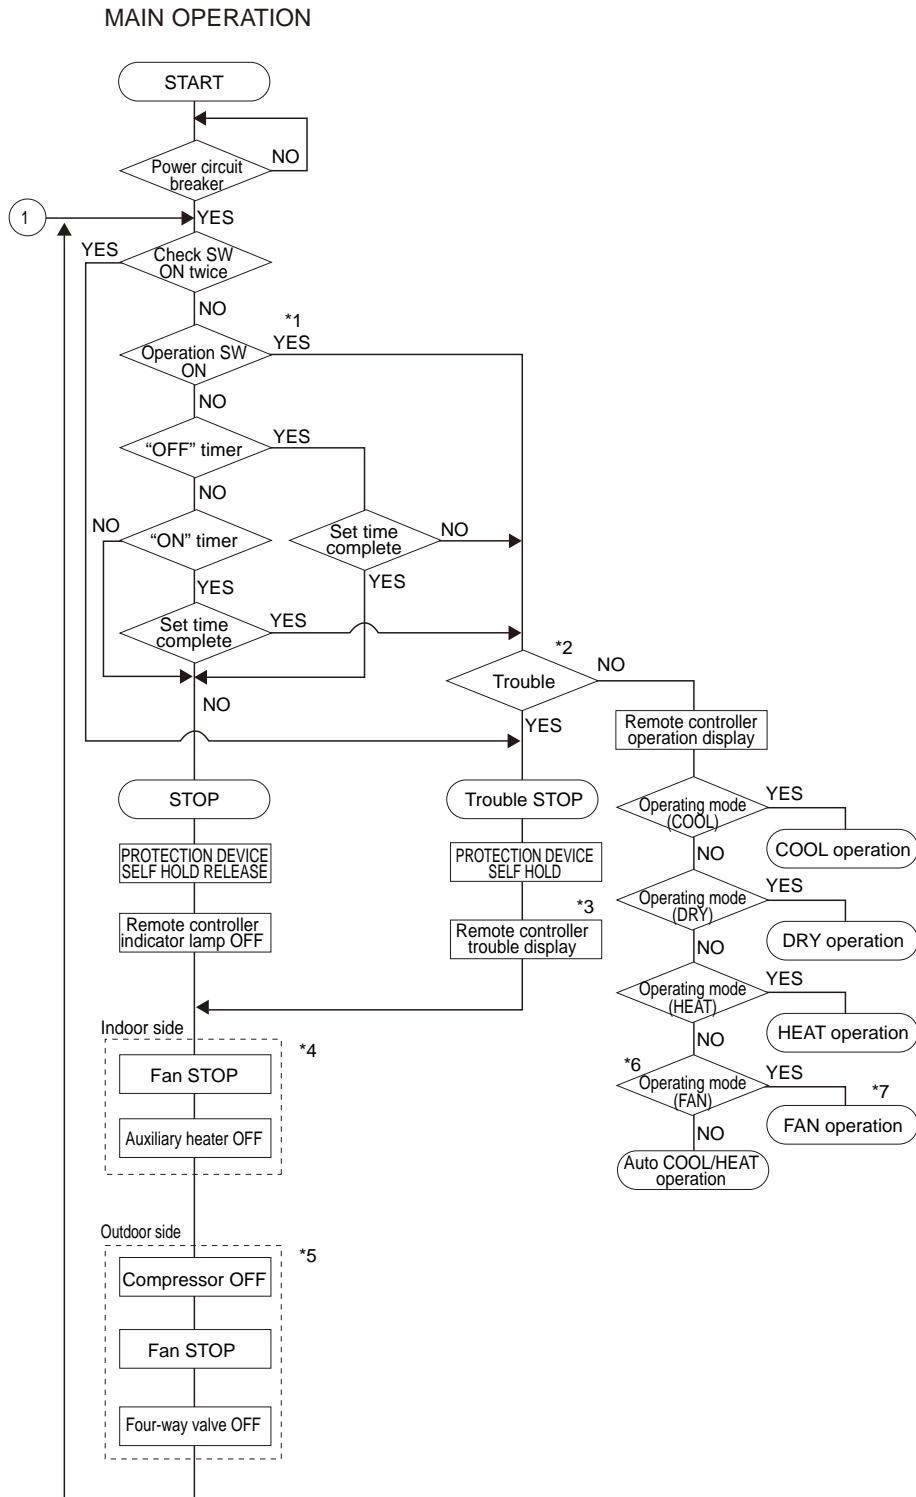 MAIN OPERATION
START
NO
Power circuit
breaker
1
YES
YES
Check SW
ON twice
NO
*1
YES
Operation SW
ON
NO
YES
“OFF” timer
NO
NO
“ON” timer
Set time
complete
NO
YES
YES
Set time
complete
YES
*2
NO
Trouble
NO
YES
Remote controller
operation display
STOP
Trouble STOP
Operating mode
(COOL)
YES
COOL operation
NO
PROTECTION DEVICE
SELF HOLD RELEASE
PROTECTION DEVICE
SELF HOLD
Operating mode
(DRY)
YES
DRY operation
NO
*3
Remote controller
indicator lamp OFF
Remote controller
trouble display
Operating mode
(HEAT)
YES
HEAT operation
NO
Indoor side
*4
Fan STOP
Auxiliary heater OFF
*6
Operating mode
(FAN)
YES
*7
FAN operation
NO
Auto COOL/HEAT
operation
Outdoor side
*5
Compressor OFF
Fan STOP
Four-way valve OFF